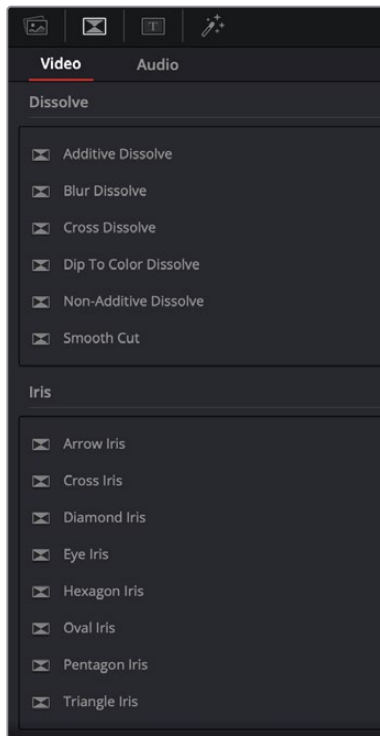 T
Video Audio
Dissolve
Additive Dissolve
Blur Dissolve
Cross Dissolve
Dip To Color Dissolve
Non-Additive Dissolve
Smooth Cut
Iris
Arrow Iris
Cross Iris
Diamond Iris
Eye Iris
Hexagon Iris
Oval Iris
Pentagon Iris
Triangle Iris